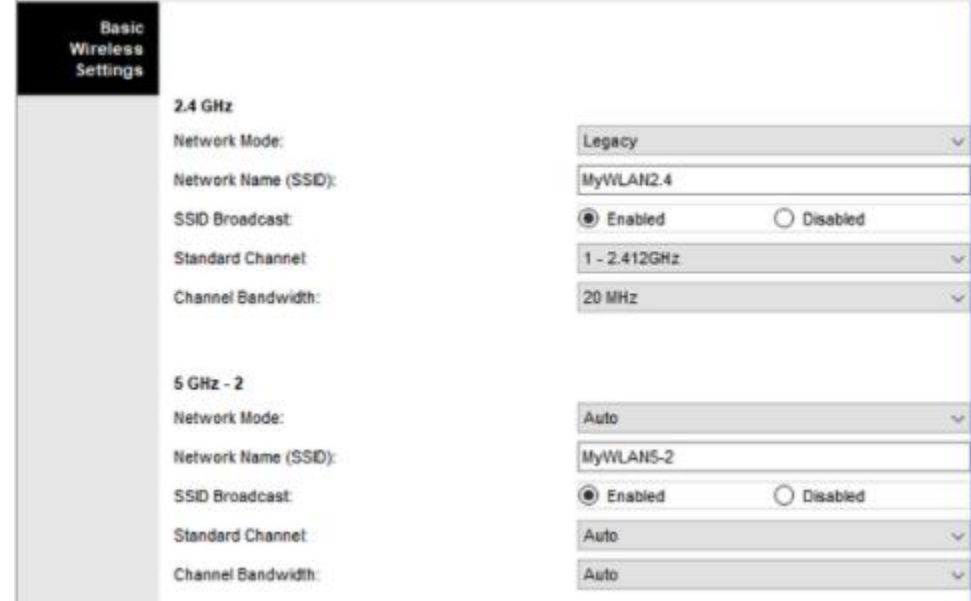 Basic
Wireless
Settings
2.4 GHz
Network Mode: Legacy
Network Name (SSID): MyWLAN2.4
SSID Broadcast: Enabled Disabled
Standard Channel: 1 - 2.412GHz
Channel Bandwidth: 20 MHz
5 GHz - 2
Network Mode: Auto
Network Name (SSID): MyWLAN5-2
SSID Broadcast: Enabled Disabled
Standard Channel: Auto
Channel Bandwidth: Auto